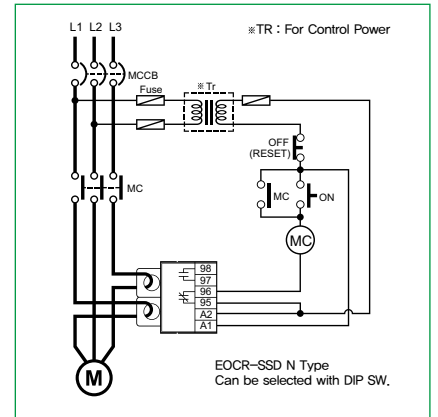 L1 L2 L3
※TR : For Control Power
MCCB
Fuse
※Tr
OFF
(RESET)
MC
MC
ON
MC
98
97
96
95
A2
A1
M
EOCR-SSD N Type
Can be selected with DIP SW.